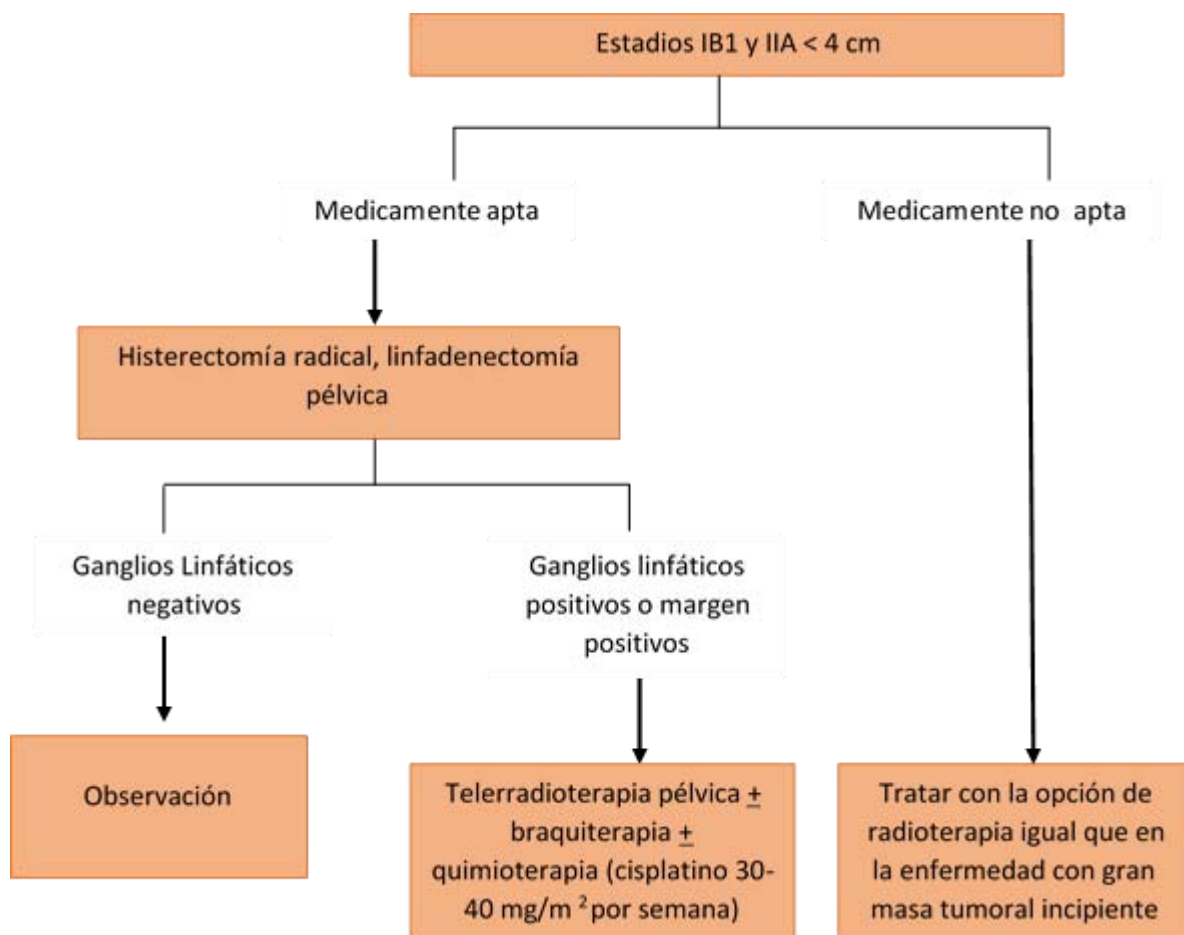 Estadios IB1 y IIA < 4 cm
Medicamente apta
Medicamente no apta
Histerectomía radical, linfadenectomía
pélvica
Ganglios Linfáticos
negativos
Ganglios linfáticos
positivos o margen
positivos
Observación
Telerradioterapia pélvica ±
braquiterapia ±
quimioterapia (cisplatino 30-
40 mg/m ² por semana)
Tratar con la opción de
radioterapia igual que en
la enfermedad con gran
masa tumoral incipiente